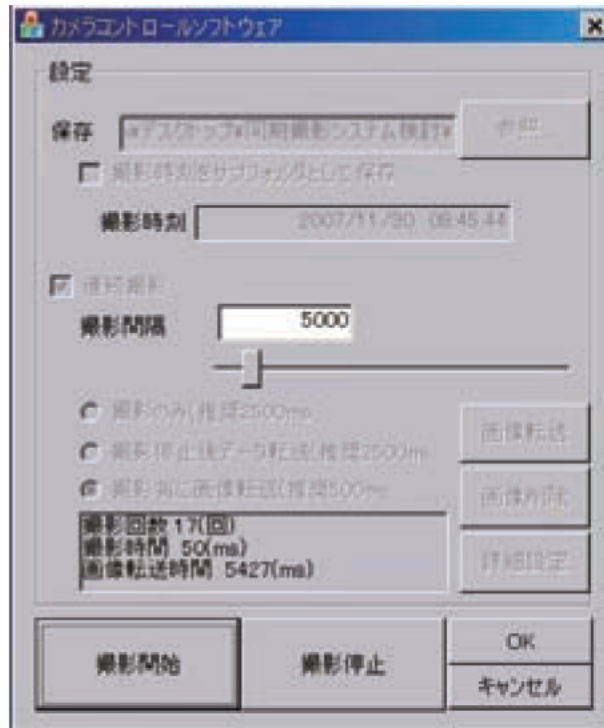 カメラコントロールソフトウェア
設定
保存 ¥デスクトップ¥同期撮影システム検討¥ 参照
撮影時刻をサブフォルダとして保存
撮影時刻 2007/11/30 08:45:44
連続撮影
撮影間隔 5000
撮影のみ(推奨2500ms
撮影停止後データ転送(推奨2500ms
撮影毎に画像転送(推奨500ms
画像転送
画像削除
詳細設定
撮影回数 17(回)
撮影時間 50(ms)
画像転送時間 5427(ms)
撮影開始
撮影停止
OK
キャンセル